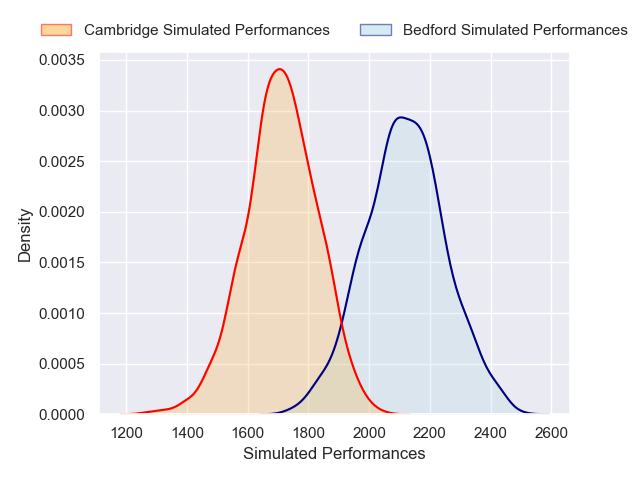 Cambridge Simulated Performances Bedford Simulated Performances
0.0035
0.0030
0.0025
0.0020
0.0015
0.0010
0.0005
0.0000
Density
1200 1400 1600 1800 2000 2200 2400 2600
Simulated Performances